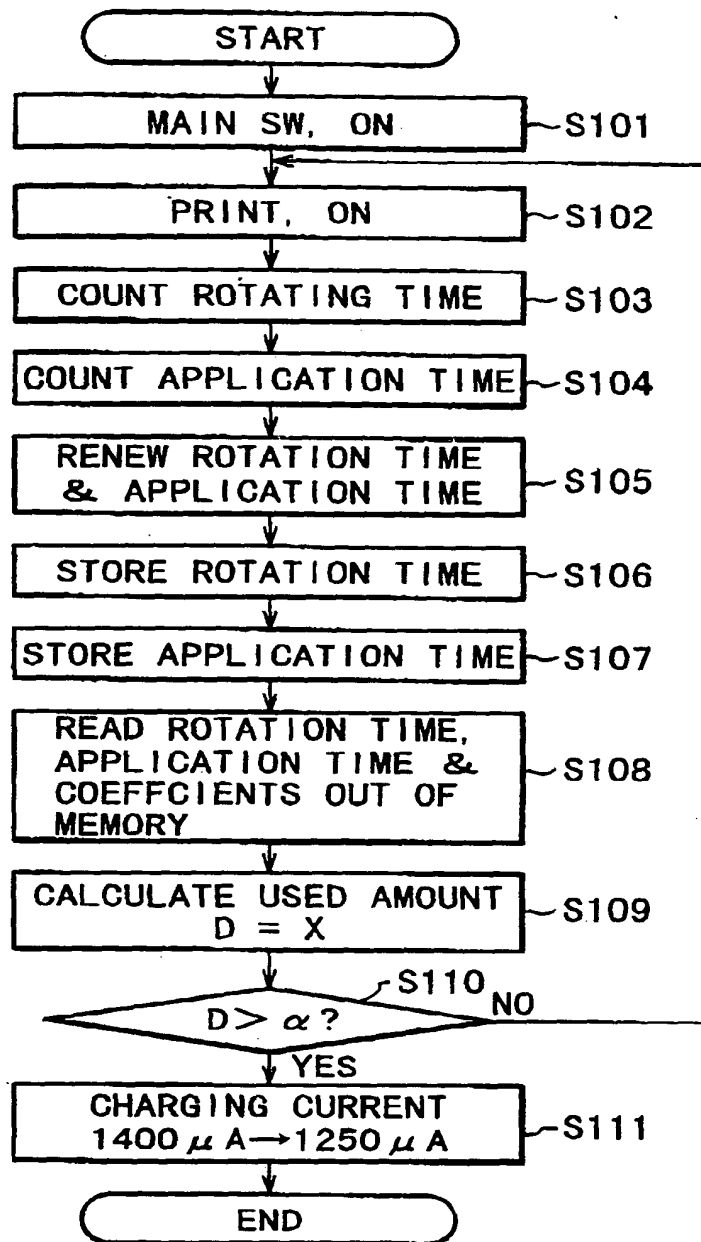 START
MAIN SW, ON
S101
PRINT, ON
S102
COUNT ROTATING TIME
S103
COUNT APPLICATION TIME
S104
RENEW ROTATION TIME
& APPLICATION TIME
S105
STORE ROTATION TIME
S106
STORE APPLICATION TIME
S107
READ ROTATION TIME,
APPLICATION TIME &
COEFFCIENTS OUT OF
MEMORY
S108
CALCULATE USED AMOUNT
D = X
S109
S110
D > α ?
NO
YES
CHARGING CURRENT
1400 μ A→1250 μ A
S111
END